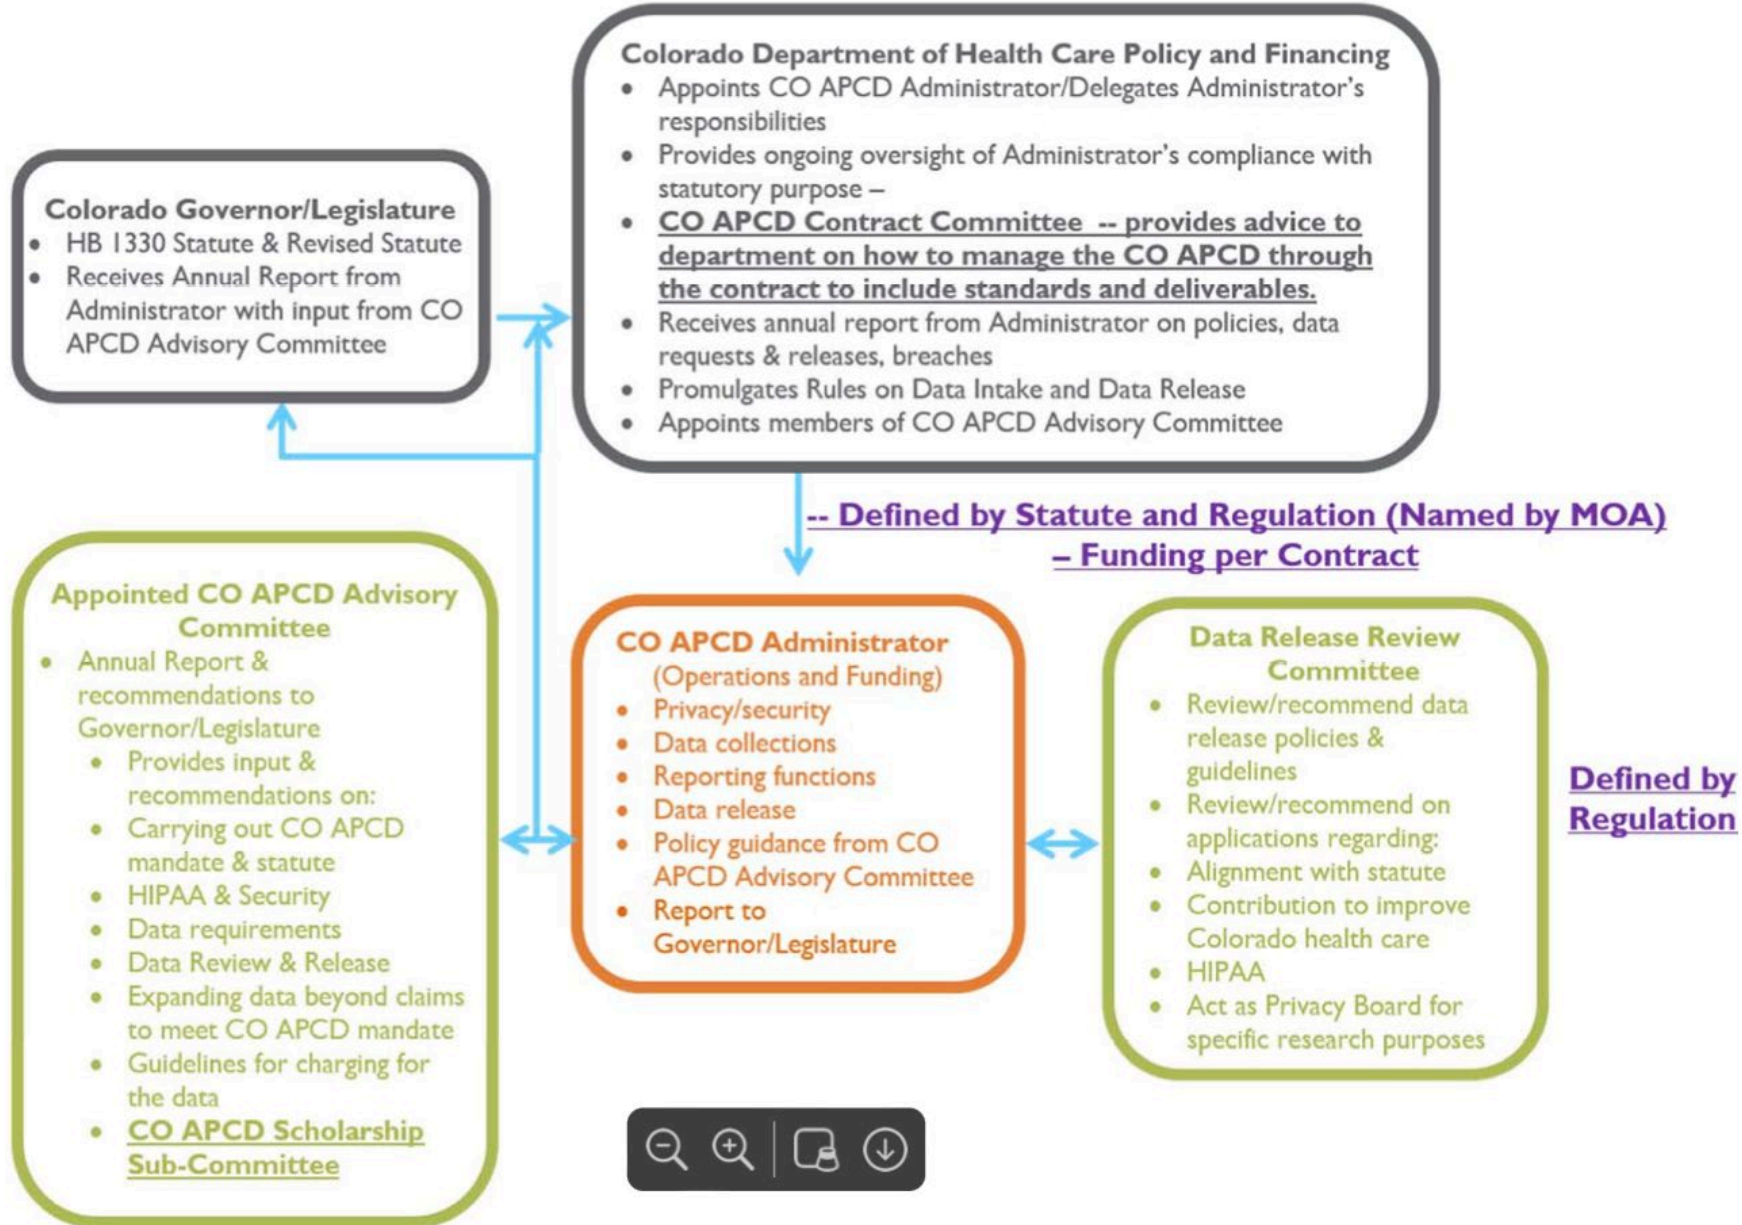 Colorado Department of Health Care Policy and Financing
• Appoints CO APCD Administrator/Delegates Administrator's
responsibilities
• Provides ongoing oversight of Administrator's compliance with
statutory purpose –
• CO APCD Contract Committee -- provides advice to
department on how to manage the CO APCD through
the contract to include standards and deliverables.
• Receives annual report from Administrator on policies, data
requests & releases, breaches
• Promulgates Rules on Data Intake and Data Release
• Appoints members of CO APCD Advisory Committee
Colorado Governor/Legislature
• HB 1330 Statute & Revised Statute
• Receives Annual Report from
Administrator with input from CO
APCD Advisory Committee
-- Defined by Statute and Regulation (Named by MOA)
– Funding per Contract
Appointed CO APCD Advisory
Committee
• Annual Report &
recommendations to
Governor/Legislature
• Provides input &
recommendations on:
• Carrying out CO APCD
mandate & statute
• HIPAA & Security
• Data requirements
• Data Review & Release
• Expanding data beyond claims
to meet CO APCD mandate
• Guidelines for charging for
the data
• CO APCD Scholarship
Sub-Committee
CO APCD Administrator
(Operations and Funding)
• Privacy/security
• Data collections
• Reporting functions
• Data release
• Policy guidance from CO
APCD Advisory Committee
• Report to
Governor/Legislature
Data Release Review
Committee
• Review/recommend data
release policies &
guidelines
• Review/recommend on
applications regarding:
• Alignment with statute
• Contribution to improve
Colorado health care
• HIPAA
• Act as Privacy Board for
specific research purposes
Defined by
Regulation